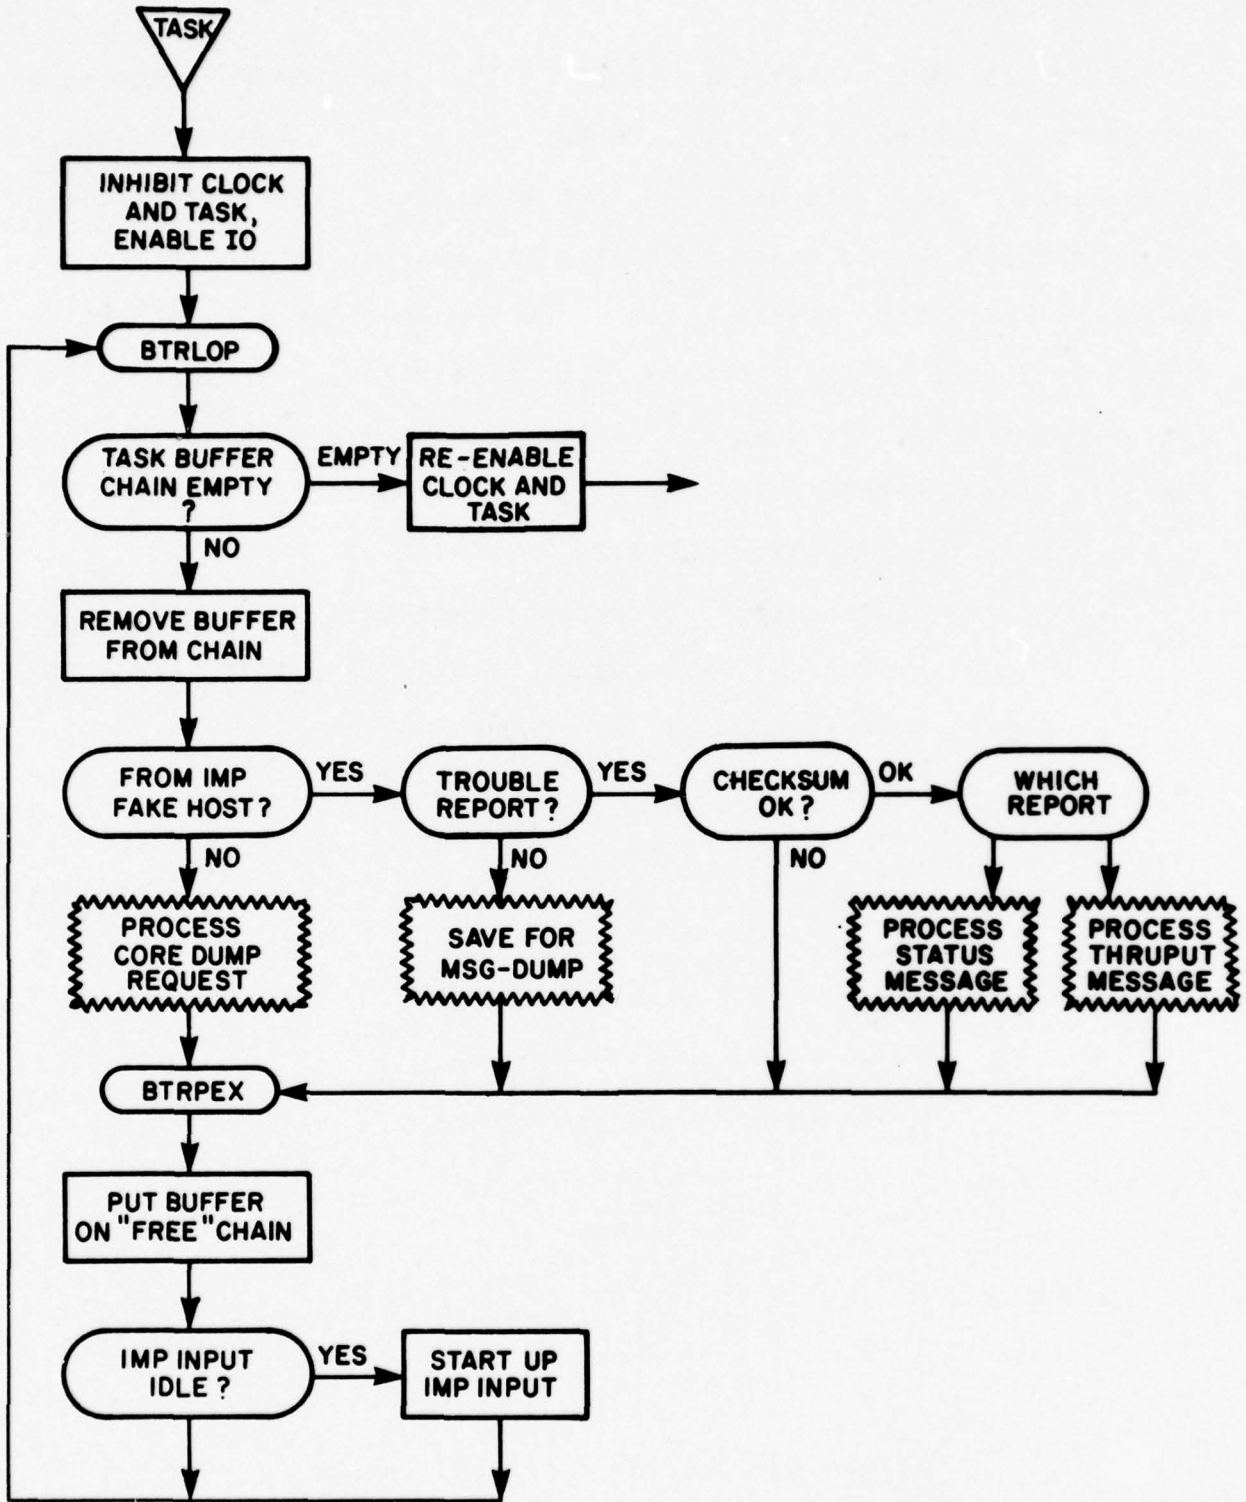 TASK
INHIBIT CLOCK
AND TASK,
ENABLE IO
BTRLOP
TASK BUFFER
CHAIN EMPTY
?
EMPTY
RE-ENABLE
CLOCK AND
TASK
NO
REMOVE BUFFER
FROM CHAIN
FROM IMP
FAKE HOST?
YES
TROUBLE
REPORT?
YES
CHECKSUM
OK?
OK
WHICH
REPORT
NO
NO
NO
PROCESS
CORE DUMP
REQUEST
SAVE FOR
MSG-DUMP
PROCESS
STATUS
MESSAGE
PROCESS
THRUPUT
MESSAGE
BTRPEX
PUT BUFFER
ON "FREE" CHAIN
IMP INPUT
IDLE?
YES
START UP
IMP INPUT